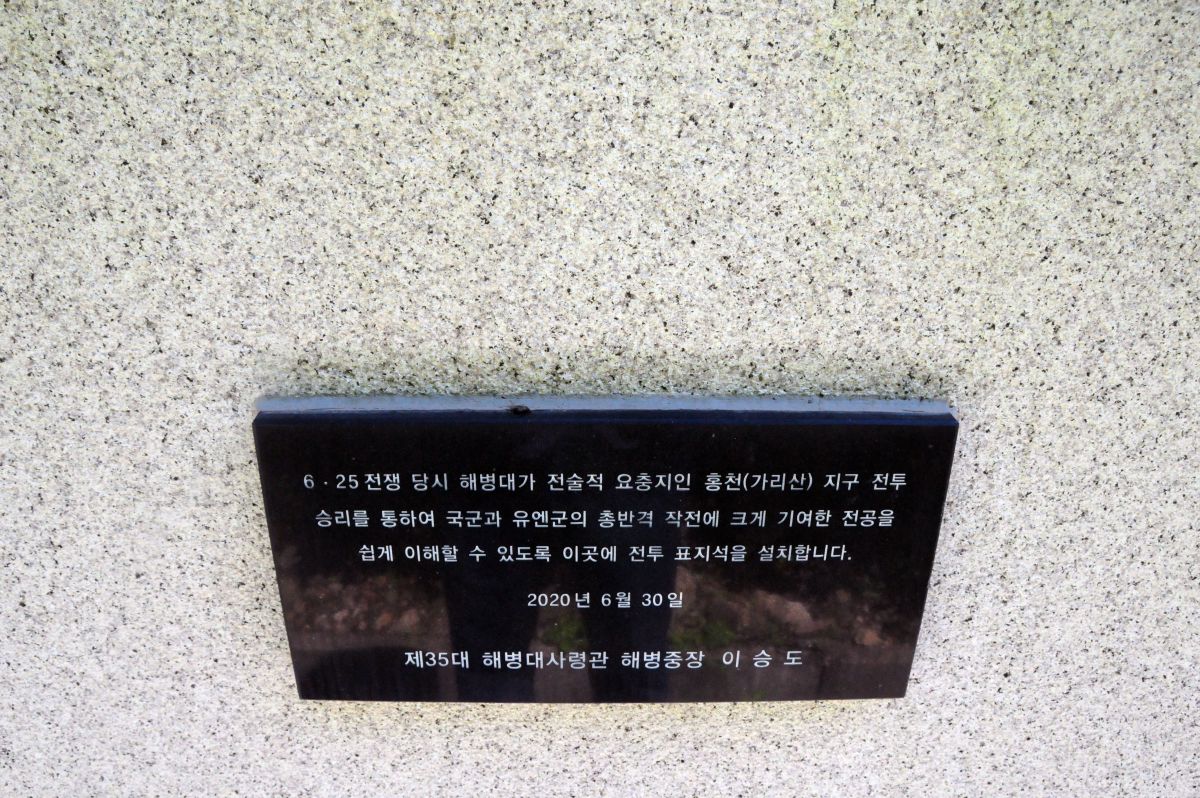 6 · 25 전쟁 당시 해병대가 전술적 요충지인 홍천(가리산) 지구 전투
승리를 통하여 국군과 유엔군의 총반격 작전에 크게 기여한 전공을
쉽게 이해할 수 있도록 이곳에 전투 표지석을 설치합니다.
2020년 6월 30일
제35대 해병대사령관 해병중장 이 승 도